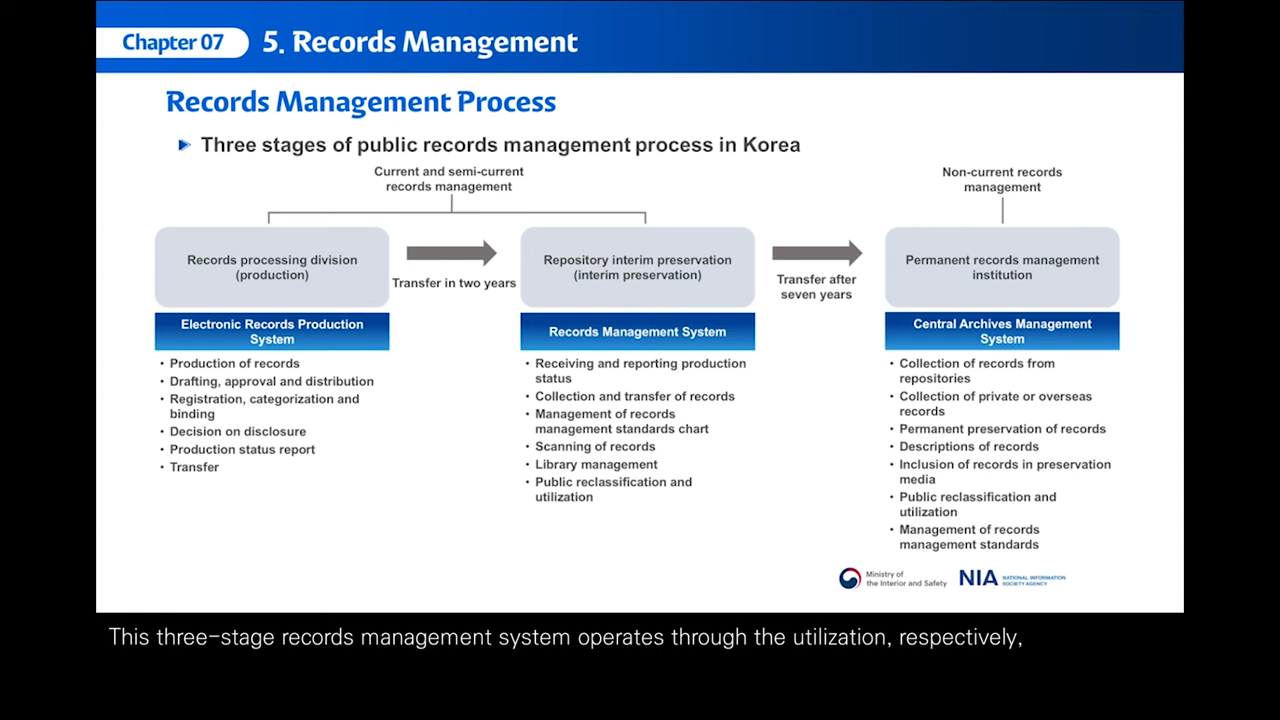 Chapter 07
5. Records Management
Records Management Process
Three stages of public records management process in Korea
Current and semi-current
records management
Non-current records
management
Records processing division
(production)
Transfer in two years
Repository interim preservation
(interim preservation)
Transfer after
seven years
Permanent records management
institution
Electronic Records Production
System
• Production of records
• Drafting, approval and distribution
• Registration, categorization and
binding
• Decision on disclosure
• Production status report
• Transfer
Records Management System
• Receiving and reporting production
status
• Collection and transfer of records
• Management of records
management standards chart
• Scanning of records
• Library management
• Public reclassification and
utilization
Central Archives Management
System
• Collection of records from
repositories
• Collection of private or overseas
records
• Permanent preservation of records
• Descriptions of records
• Inclusion of records in preservation
media
• Public reclassification and
utilization
• Management of records
management standards
Ministry of
the Interior and Safety
NIA
NATIONAL INFORMATION
SOCIETY AGENCY
This three-stage records management system operates through the utilization, respectively,